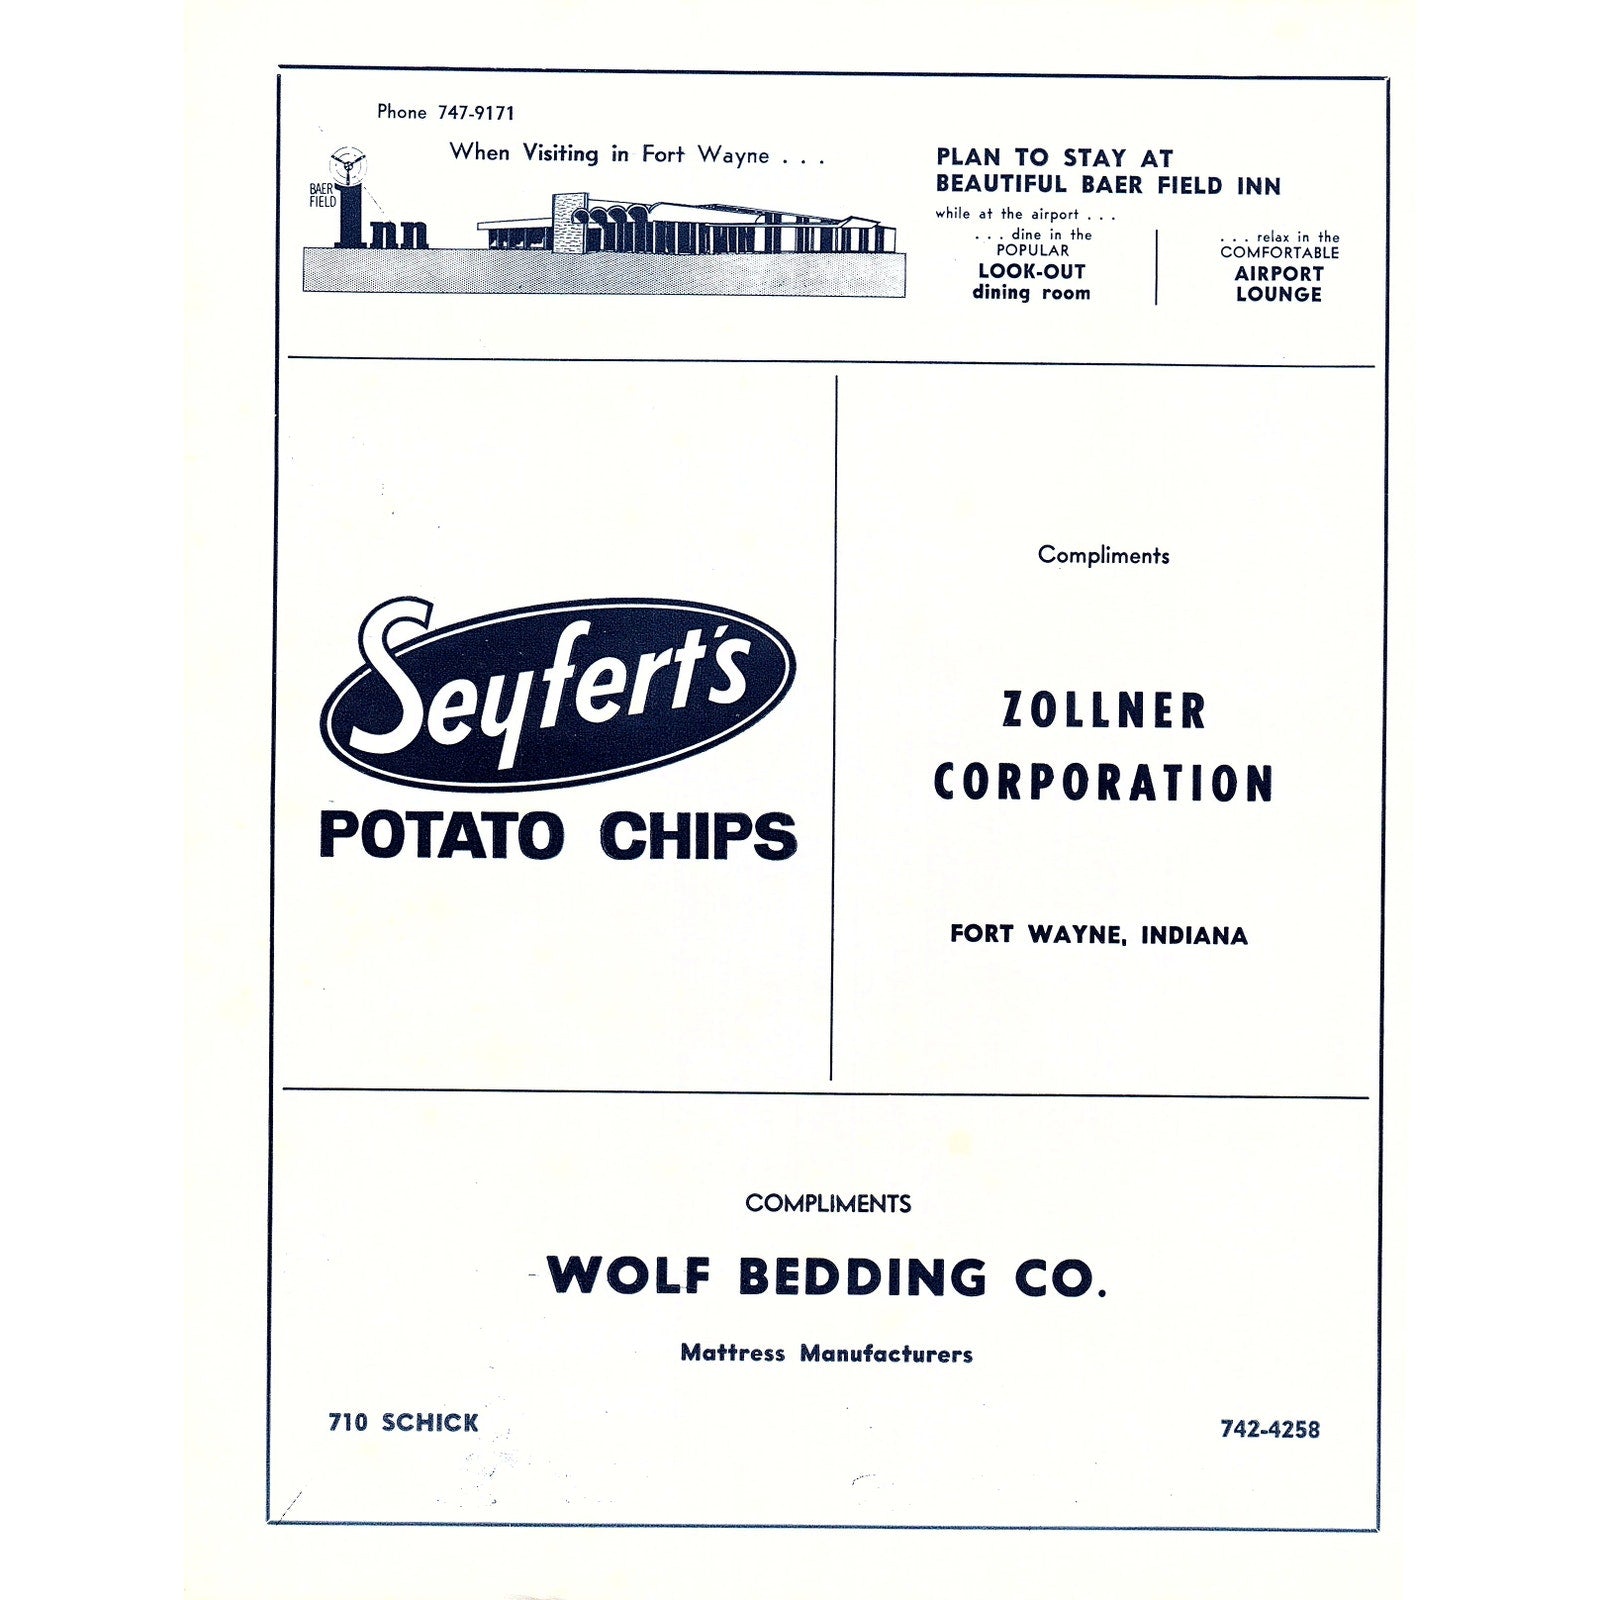 Phone 747-9171
When Visiting in Fort Wayne . . .
BAER
FIELD
Inn
PLAN TO STAY AT
BEAUTIFUL BAER FIELD INN
while at the airport . . .
. . . dine in the
POPULAR
LOOK-OUT
dining room
. . . relax in the
COMFORTABLE
AIRPORT
LOUNGE
Seyfert's
POTATO CHIPS
Compliments
ZOLLNER
CORPORATION
FORT WAYNE, INDIANA
COMPLIMENTS
WOLF BEDDING CO.
Mattress Manufacturers
710 SCHICK
742-4258